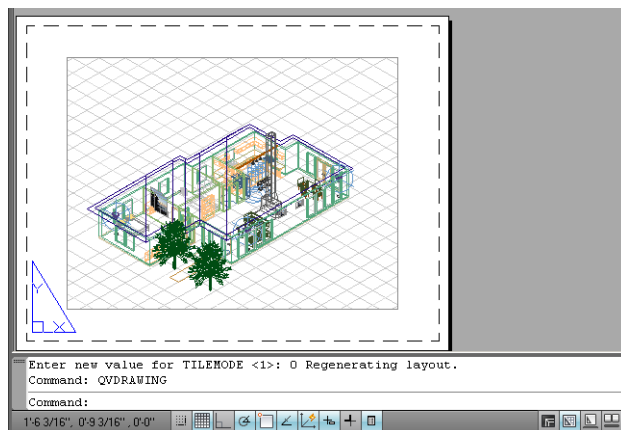 Y
X
Enter new value for TILEMODE <1>: 0 Regenerating layout.
Command: QVDRAWING
Command:
1'-6 3/16", 0'-9 3/16" , 0'-0"